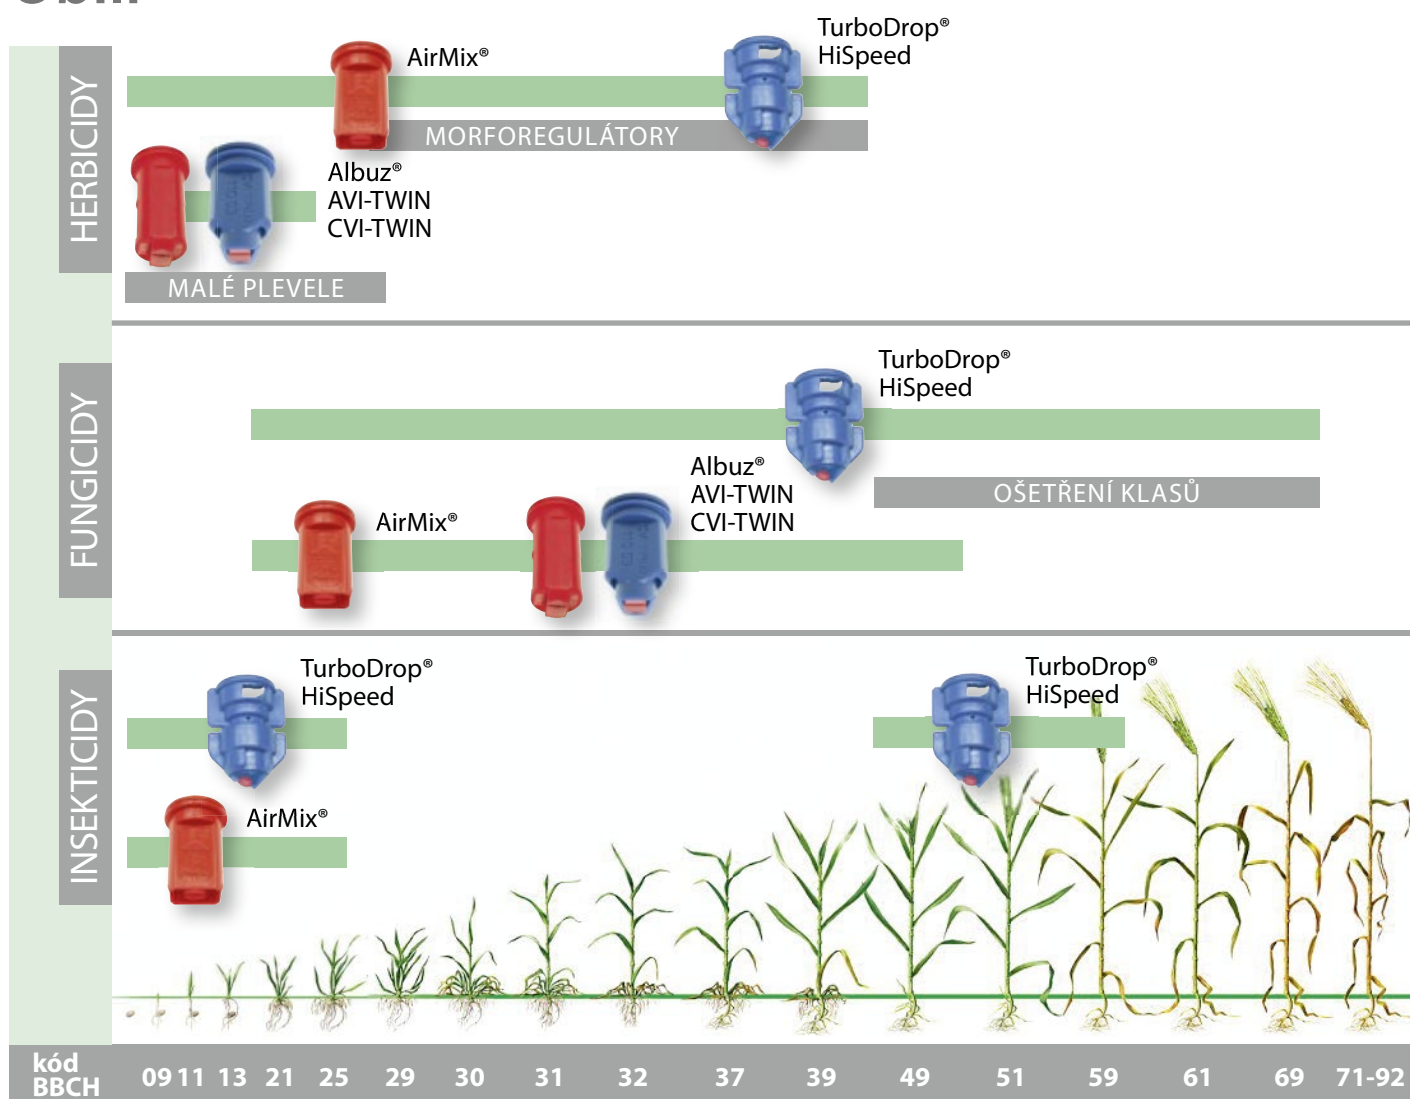 HERBICIDY
AirMix®
TurboDrop®
HiSpeed
MORFOREGULÁTORY
Albuz®
AVI-TWIN
CVI-TWIN
MALÉ PLEVELE
FUNGICIDY
TurboDrop®
HiSpeed
OŠETŘENÍ KLASŮ
AirMix®
Albuz®
AVI-TWIN
CVI-TWIN
INSEKTICIDY
TurboDrop®
HiSpeed
TurboDrop®
HiSpeed
AirMix®
kód
BBCH
09 11 13 21 25 29 30 31 32 37 39 49 51 59 61 69 71-92